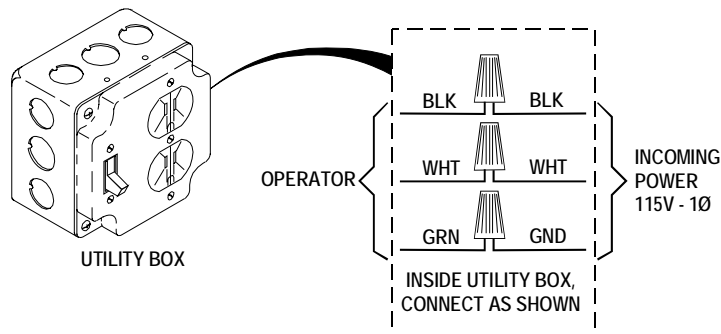 BLK BLK
WHT WHT
GRN GND
OPERATOR
INCOMING
POWER
115V - 1Ø
UTILITY BOX
INSIDE UTILITY BOX,
CONNECT AS SHOWN